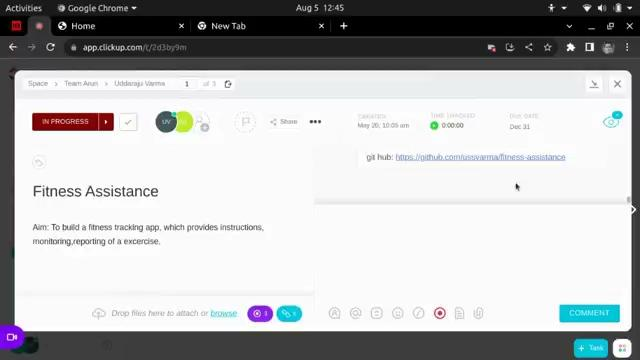 Activities
Google Chrome
Aug 5 12:45
Home
New Tab
app.clickup.com/t/2d3by9m
Space
Team Arun
Uddaraju Varma
1 of 3
IN PROGRESS
UV
Share
CREATED
May 20, 10:05 am
TIME TRACKED
0:00:00
DUE DATE
Dec 31
git hub: https://github.com/ussvarma/fitness-assistance
Fitness Assistance
Aim: To build a fitness tracking app, which provides instructions,
monitoring,reporting of a excercise.
Drop files here to attach or browse
COMMENT
+ Task